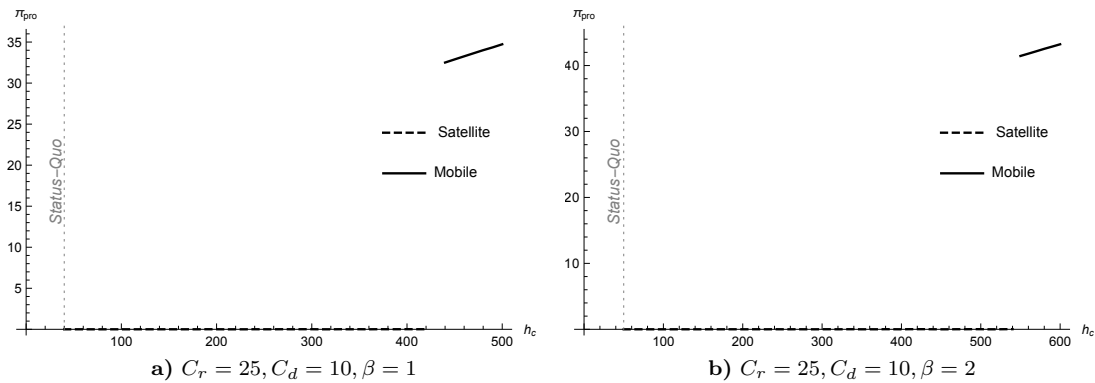 π_pro
35
30
25
20
15
10
5
Status-Quo
Satellite
Mobile
100
200
300
400
500
h_c
a) C_r = 25, C_d = 10, β = 1
π_pro
40
30
20
10
Status-Quo
Satellite
Mobile
100
200
300
400
500
600
h_c
b) C_r = 25, C_d = 10, β = 2